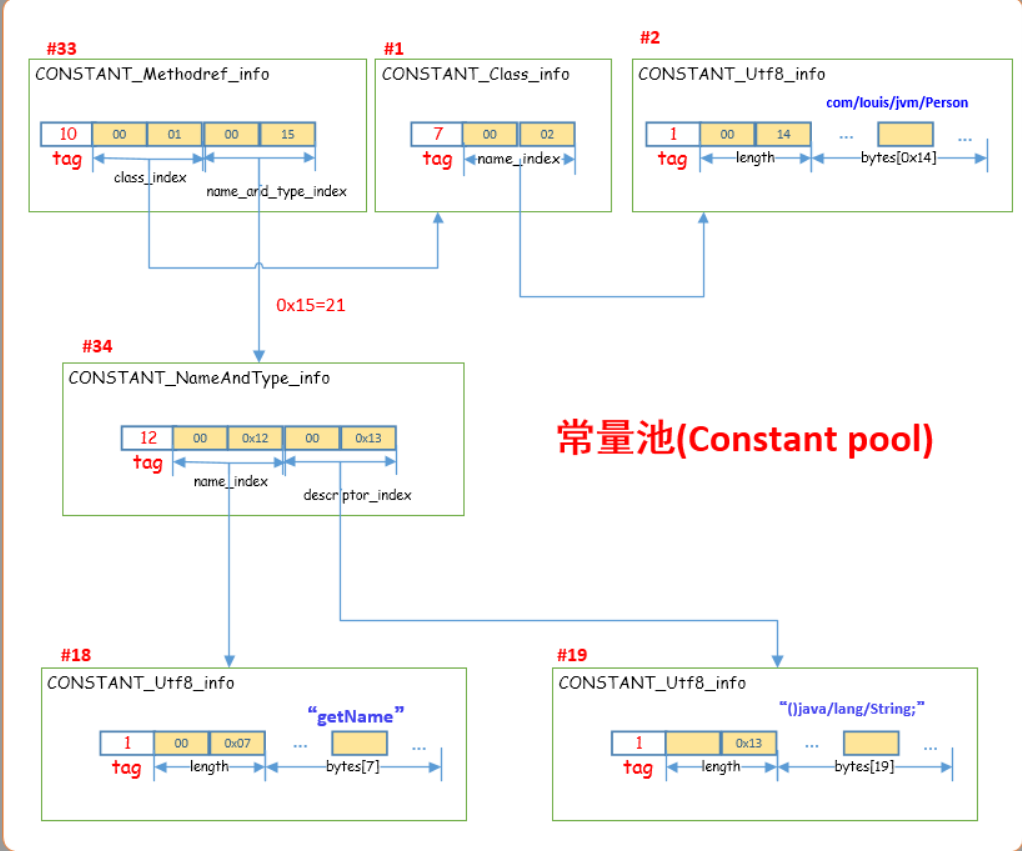 #33
CONSTANT_Methodref_info
10 00 01 00 15
tag
class_index
name_and_type_index
#1
CONSTANT_Class_info
7 00 02
tag name_index
#2
CONSTANT_Utf8_info
com/louis/jvm/Person
1 00 14 ... ...
tag length bytes[0x14]
0x15=21
#34
CONSTANT_NameAndType_info
12 00 0x12 00 0x13
tag
name_index
descriptor_index
常量池(Constant pool)
#18
CONSTANT_Utf8_info
“getName”
1 00 0x07 ... ...
tag length bytes[7]
#19
CONSTANT_Utf8_info
“()java/lang/String;”
1 0x13 ... ...
tag length bytes[19]